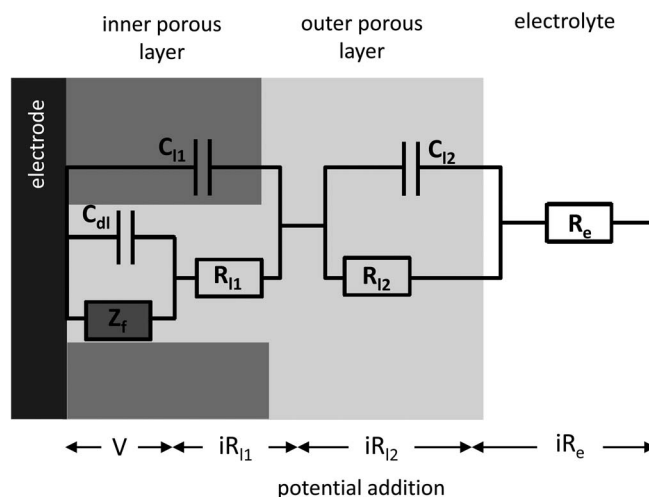 inner porous
layer
outer porous
layer
electrolyte
electrode
C_l1
C_l2
C_dl
R_e
R_l1
R_l2
Z_f
V
iR_l1
iR_l2
iR_e
potential addition